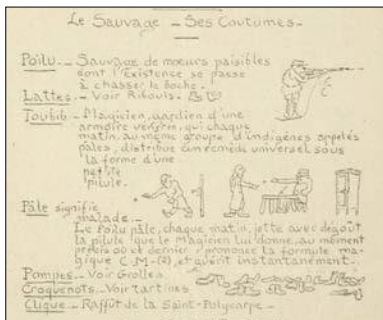 Le Sauvage - Ses Coutumes -
Poilu. - Sauvage de mœurs paisibles
dont l'existence se passe
à chasser le boche.
Lattes. - Voir Ribouis.
Toubib. - Magicien, gardien d'une
armoire vénérée, qui chaque
matin, au même groupe d'indigènes appelés
pâles, distribue un remède universel sous
la forme d'une
petite
pilule.
Pâle signifie
malade. -
Le Poilu pâle, chaque matin, jette avec dégoût
la pilule que le magicien lui donne, au moment
précis où ce dernier prononce la formule ma-
gique C-M-(2), et guérit instantanément.
Pompes - Voir Grolles
Croquenots. Voir tartines
Clique - Raffût de la Saint-Polycarpe -